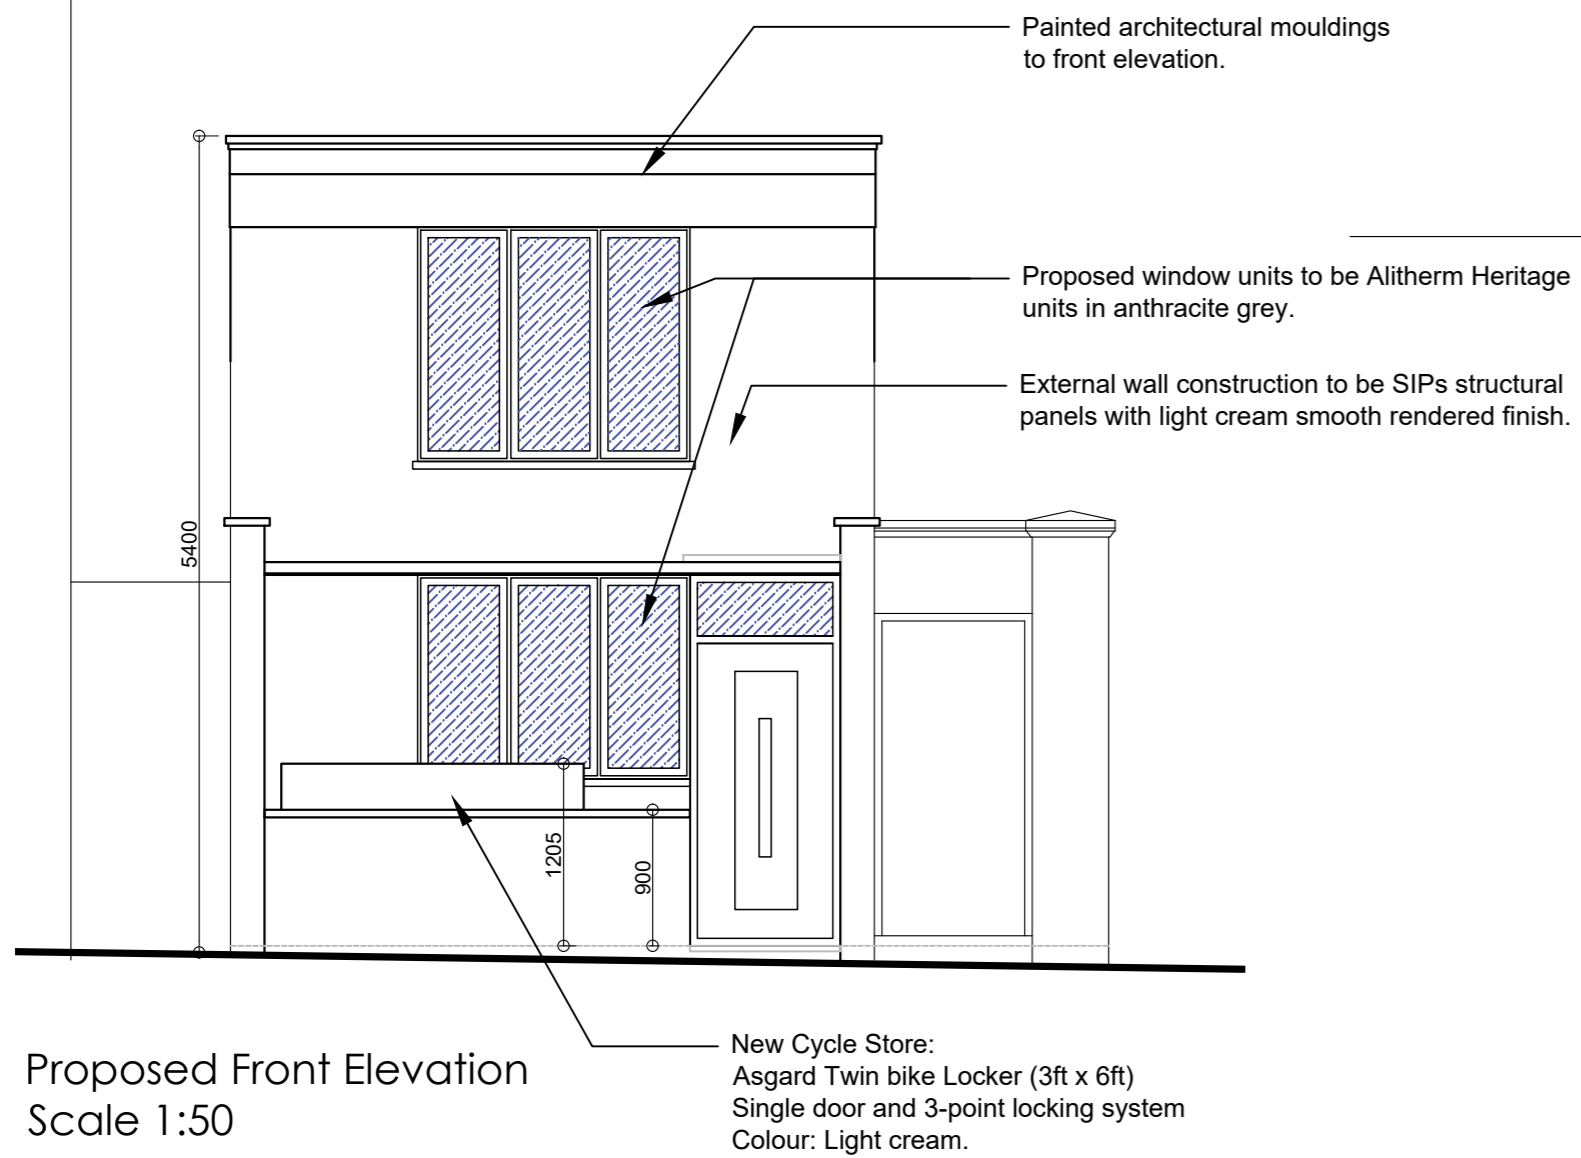 Painted architectural mouldings
to front elevation.
Proposed window units to be Alitherm Heritage
units in anthracite grey.
External wall construction to be SIPs structural
panels with light cream smooth rendered finish.
5400
1205
900
New Cycle Store:
Asgard Twin bike Locker (3ft x 6ft)
Single door and 3-point locking system
Colour: Light cream.
Proposed Front Elevation
Scale 1:50